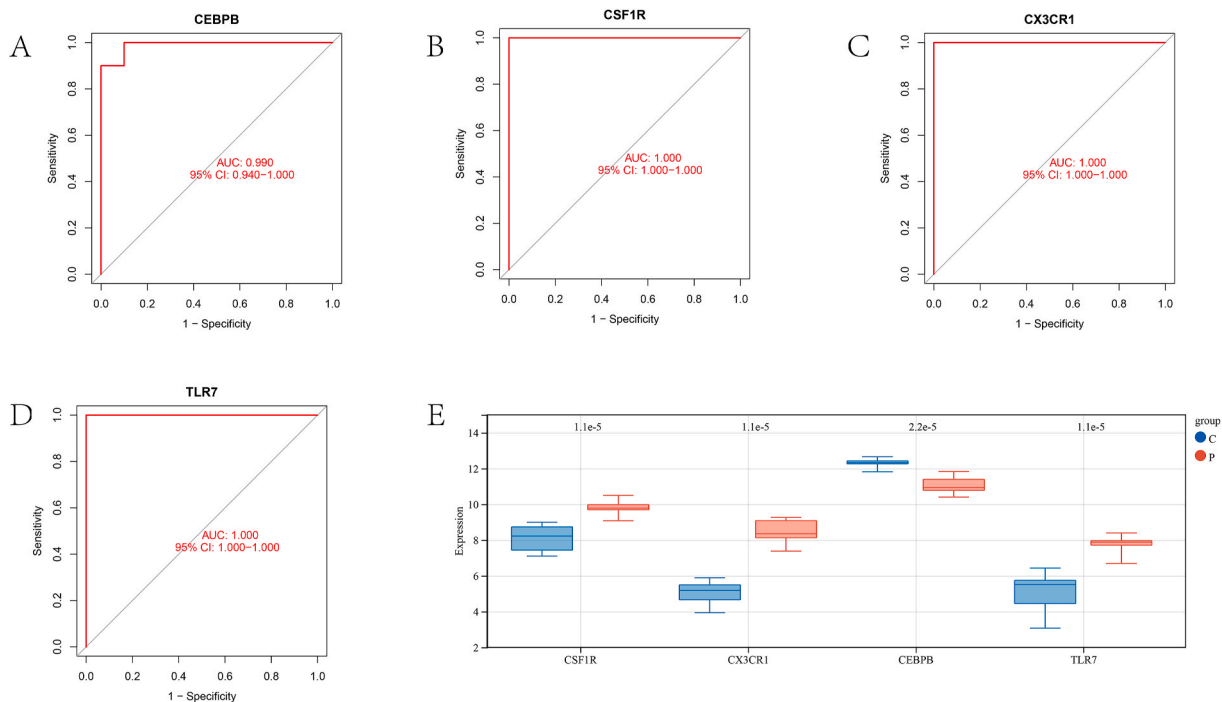 A
CEBPB
Sensitivity
1.0
0.8
0.6
0.4
0.2
0.0
AUC: 0.990
95% CI: 0.940−1.000
0.0 0.2 0.4 0.6 0.8 1.0
1 − Specificity
B
CSF1R
Sensitivity
1.0
0.8
0.6
0.4
0.2
0.0
AUC: 1.000
95% CI: 1.000−1.000
0.0 0.2 0.4 0.6 0.8 1.0
1 − Specificity
C
CX3CR1
Sensitivity
1.0
0.8
0.6
0.4
0.2
0.0
AUC: 1.000
95% CI: 1.000−1.000
0.0 0.2 0.4 0.6 0.8 1.0
1 − Specificity
D
TLR7
Sensitivity
1.0
0.8
0.6
0.4
0.2
0.0
AUC: 1.000
95% CI: 1.000−1.000
0.0 0.2 0.4 0.6 0.8 1.0
1 − Specificity
E
Expression
14
12
10
8
6
4
2
1.1e-5 1.1e-5 2.2e-5 1.1e-5
CSF1R CX3CR1 CEBPB TLR7
group
C
P